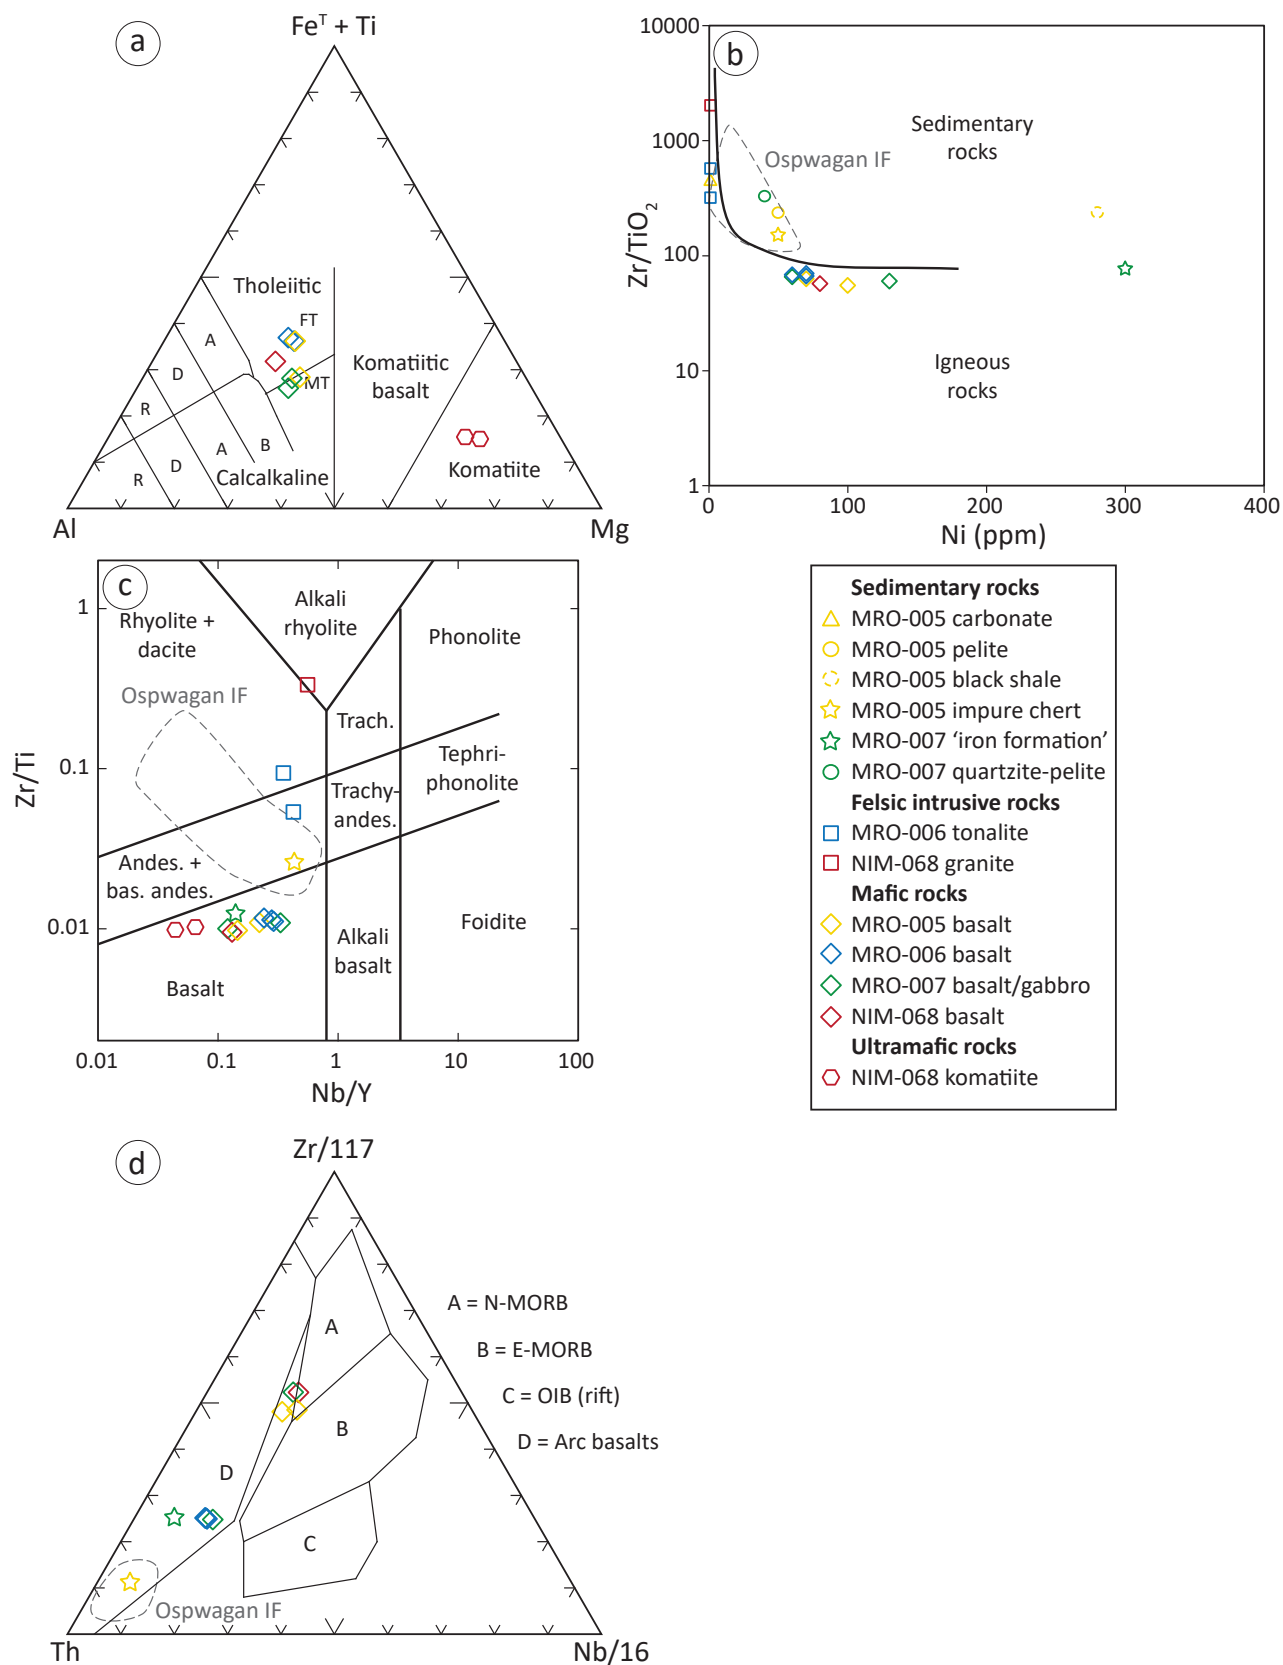 a
Feᵀ + Ti
Tholeiitic
FT
A
D
R
MT
Komatiitic
basalt
R
D
A
B
Calcalkaline
Komatiite
Al
Mg
b
10000
1000
100
10
1
Zr/TiO₂
Sedimentary
rocks
Ospwagan IF
Igneous
rocks
0
100
200
300
400
Ni (ppm)
c
1
0.1
0.01
Zr/Ti
Rhyolite +
dacite
Alkali
rhyolite
Phonolite
Ospwagan IF
Trach.
Tephri-
phonolite
Trachy-
andes.
Andes. +
bas. andes.
Alkali
basalt
Foidite
Basalt
0.01
0.1
1
10
100
Nb/Y
Sedimentary rocks
MRO-005 carbonate
MRO-005 pelite
MRO-005 black shale
MRO-005 impure chert
MRO-007 ‘iron formation’
MRO-007 quartzite-pelite
Felsic intrusive rocks
MRO-006 tonalite
NIM-068 granite
Mafic rocks
MRO-005 basalt
MRO-006 basalt
MRO-007 basalt/gabbro
NIM-068 basalt
Ultramafic rocks
NIM-068 komatiite
d
Zr/117
A
B
C
D
A = N-MORB
B = E-MORB
C = OIB (rift)
D = Arc basalts
Ospwagan IF
Th
Nb/16